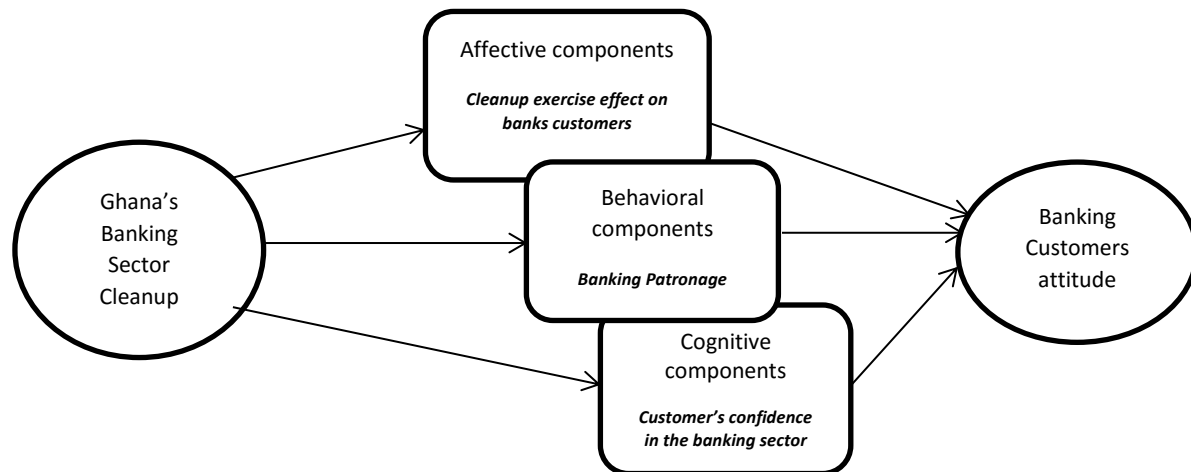 Affective components
Cleanup exercise effect on
banks customers
Ghana’s
Banking
Sector
Cleanup
Behavioral
components
Banking Patronage
Banking
Customers
attitude
Cognitive
components
Customer’s confidence
in the banking sector